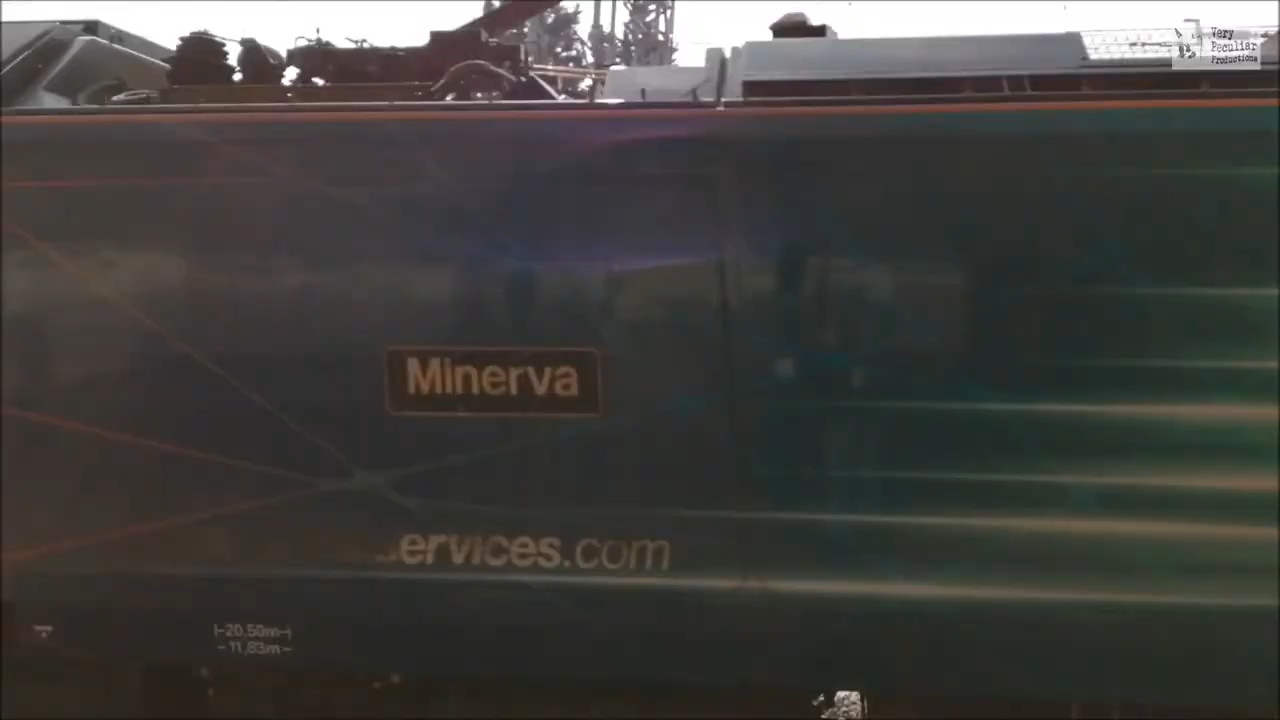 Very
Peculiar
Productions
Minerva
ervices.com
20,50m
11,83m